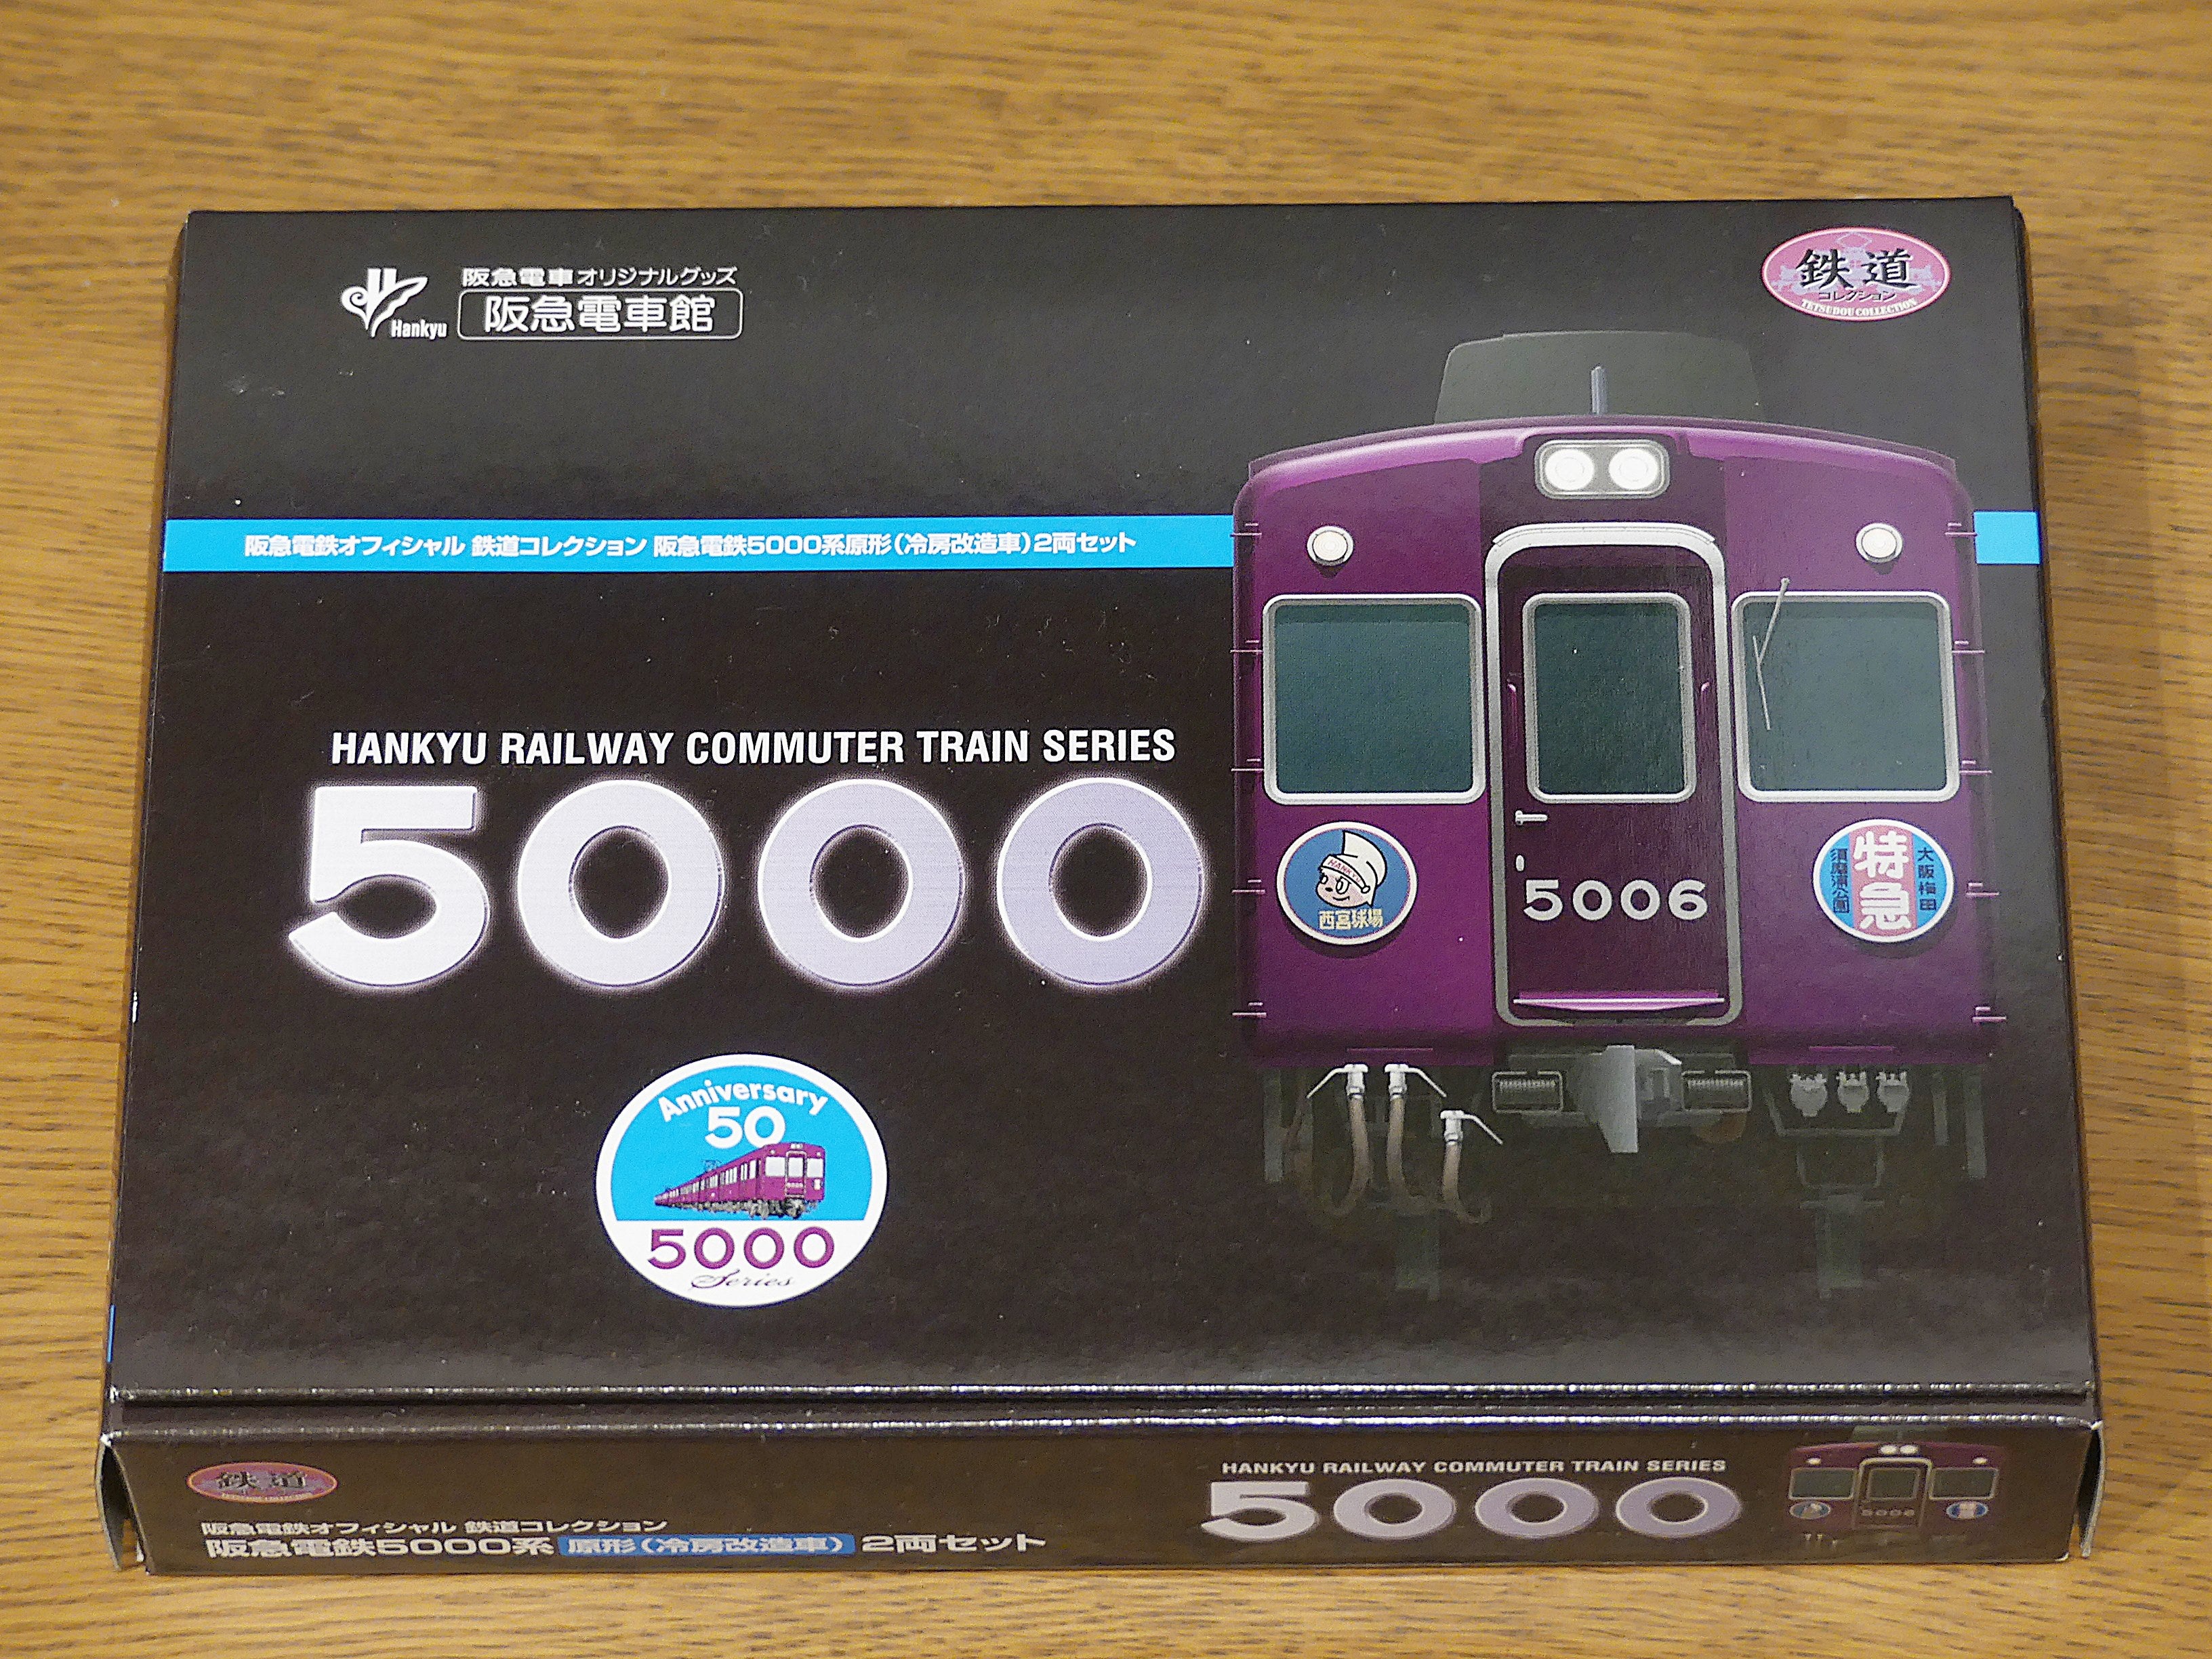 Hankyu
阪急電車オリジナルグッズ
阪急電車館
鉄道
コレクション
TETSUDOU COLLECTION
阪急電鉄オフィシャル 鉄道コレクション 阪急電鉄5000系原形(冷房改造車)2両セット
HANKYU RAILWAY COMMUTER TRAIN SERIES
5000
HANKYU
西宮球場
5006
大阪梅田
特急
須磨浦公園
Anniversary
50
5000
Series
鉄道
TETSUDOU COLLECTION
阪急電鉄オフィシャル 鉄道コレクション
阪急電鉄5000系 原形(冷房改造車) 2両セット
HANKYU RAILWAY COMMUTER TRAIN SERIES
5000
5006